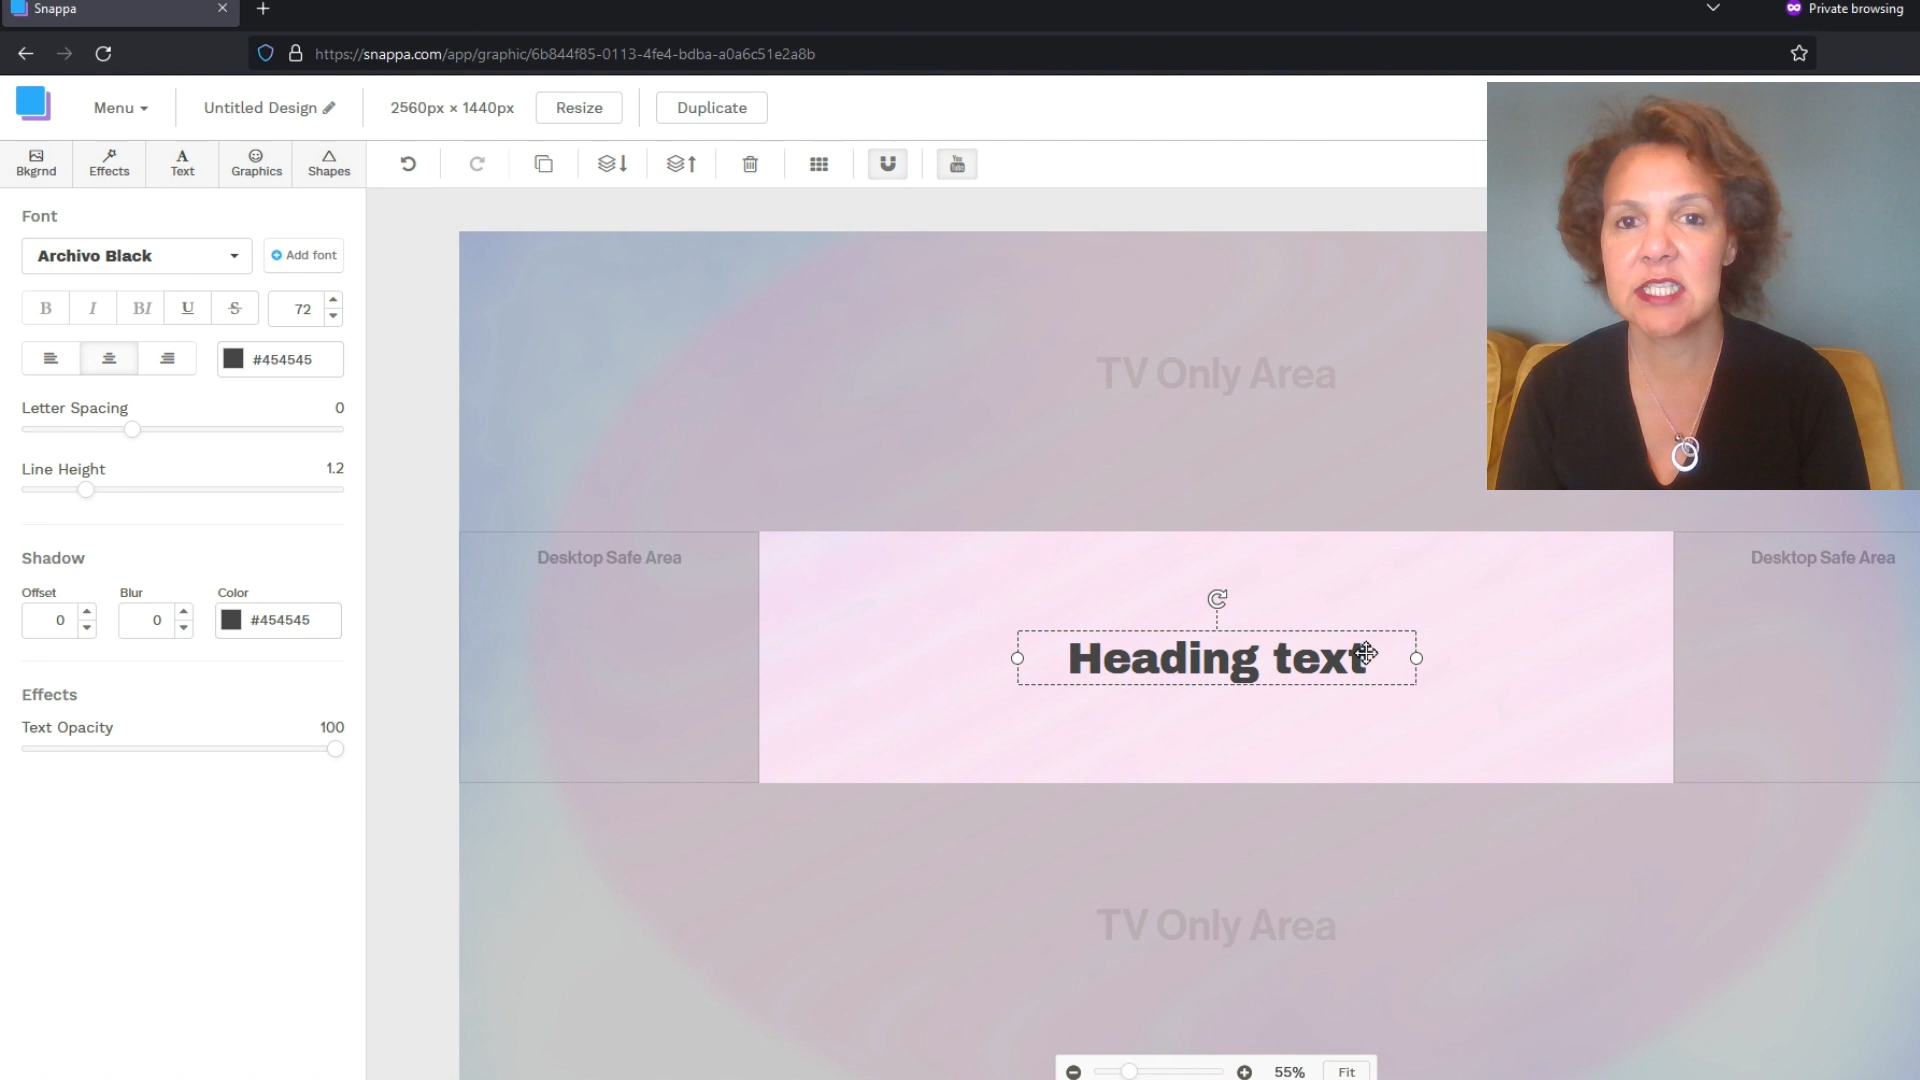 Snappa
Private browsing
https://snappa.com/app/graphic/6b844f85-0113-4fe4-bdba-a0a6c51e2a8b
Menu
Untitled Design
2560px × 1440px
Resize
Duplicate
Bkgrnd
Effects
A
Text
Graphics
Shapes
You
Font
Archivo Black
Add font
B
I
BI
U
S
72
#454545
Letter Spacing
0
Line Height
1.2
Shadow
Offset
Blur
Color
0
0
#454545
Effects
Text Opacity
100
TV Only Area
Desktop Safe Area
Desktop Safe Area
Heading text
TV Only Area
55%
Fit